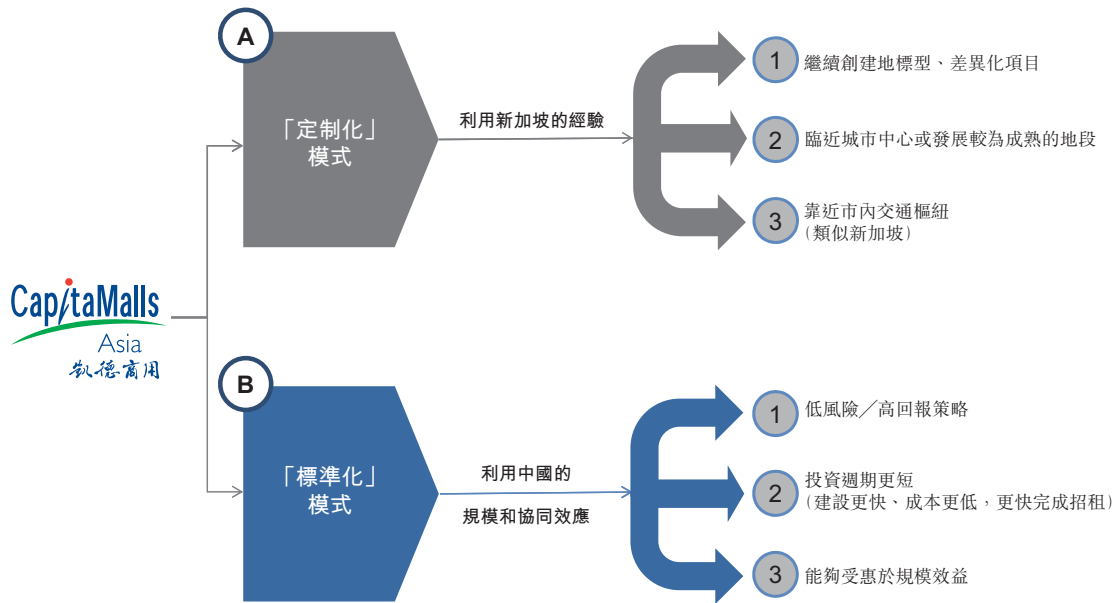 A
「定制化」
模式
利用新加坡的經驗
1
繼續創建地標型、差異化項目
2
臨近城市中心或發展較為成熟的地段
3
靠近市內交通樞紐
(類似新加坡)
CapitaMalls
Asia
凱德商用
B
「標準化」
模式
利用中國的
規模和協同效應
1
低風險╱高回報策略
2
投資週期更短
(建設更快、成本更低，更快完成招租)
3
能夠受惠於規模效益